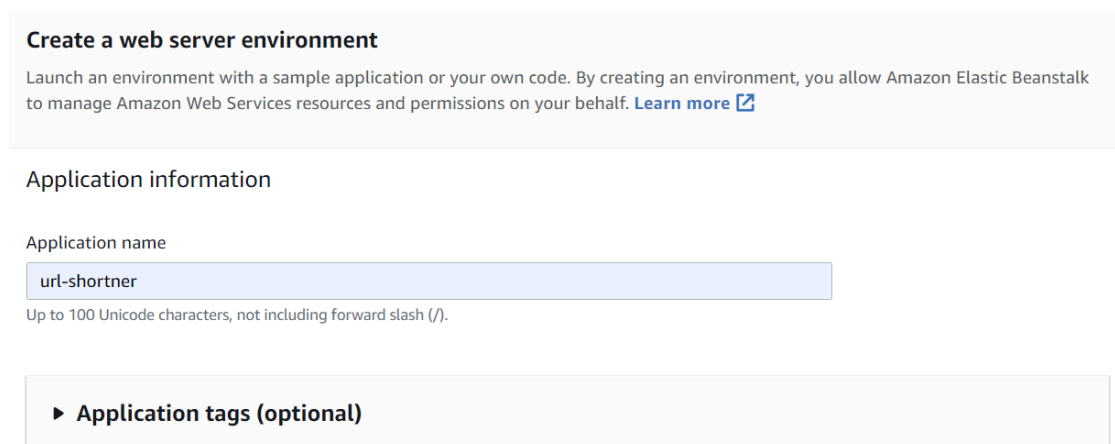 Create a web server environment
Launch an environment with a sample application or your own code. By creating an environment, you allow Amazon Elastic Beanstalk
to manage Amazon Web Services resources and permissions on your behalf. Learn more
Application information
Application name
url-shortner
Up to 100 Unicode characters, not including forward slash (/).
Application tags (optional)